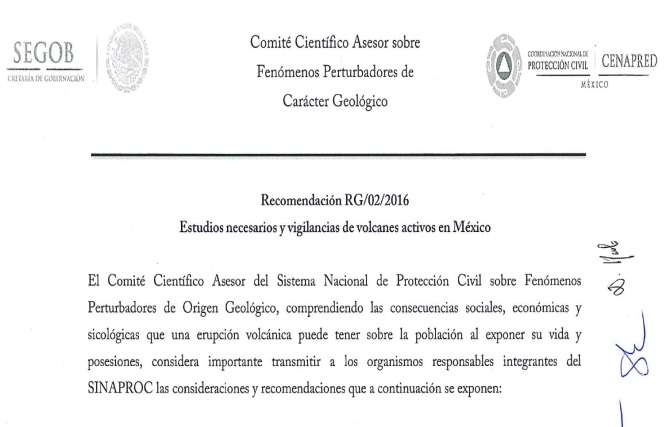 SEGOB
CRETARÍA DE GOBERNACIÓN
Comité Científico Asesor sobre
Fenómenos Perturbadores de
Carácter Geológico
COORDINACIÓN NACIONAL DE
PROTECCIÓN CIVIL
CENAPRED
MÉXICO
Recomendación RG/02/2016
Estudios necesarios y vigilancias de volcanes activos en México
El Comité Científico Asesor del Sistema Nacional de Protección Civil sobre Fenómenos
Perturbadores de Origen Geológico, comprendiendo las consecuencias sociales, económicas y
sicológicas que una erupción volcánica puede tener sobre la población al exponer su vida y
posesiones, considera importante transmitir a los organismos responsables integrantes del
SINAPROC las consideraciones y recomendaciones que a continuación se exponen: